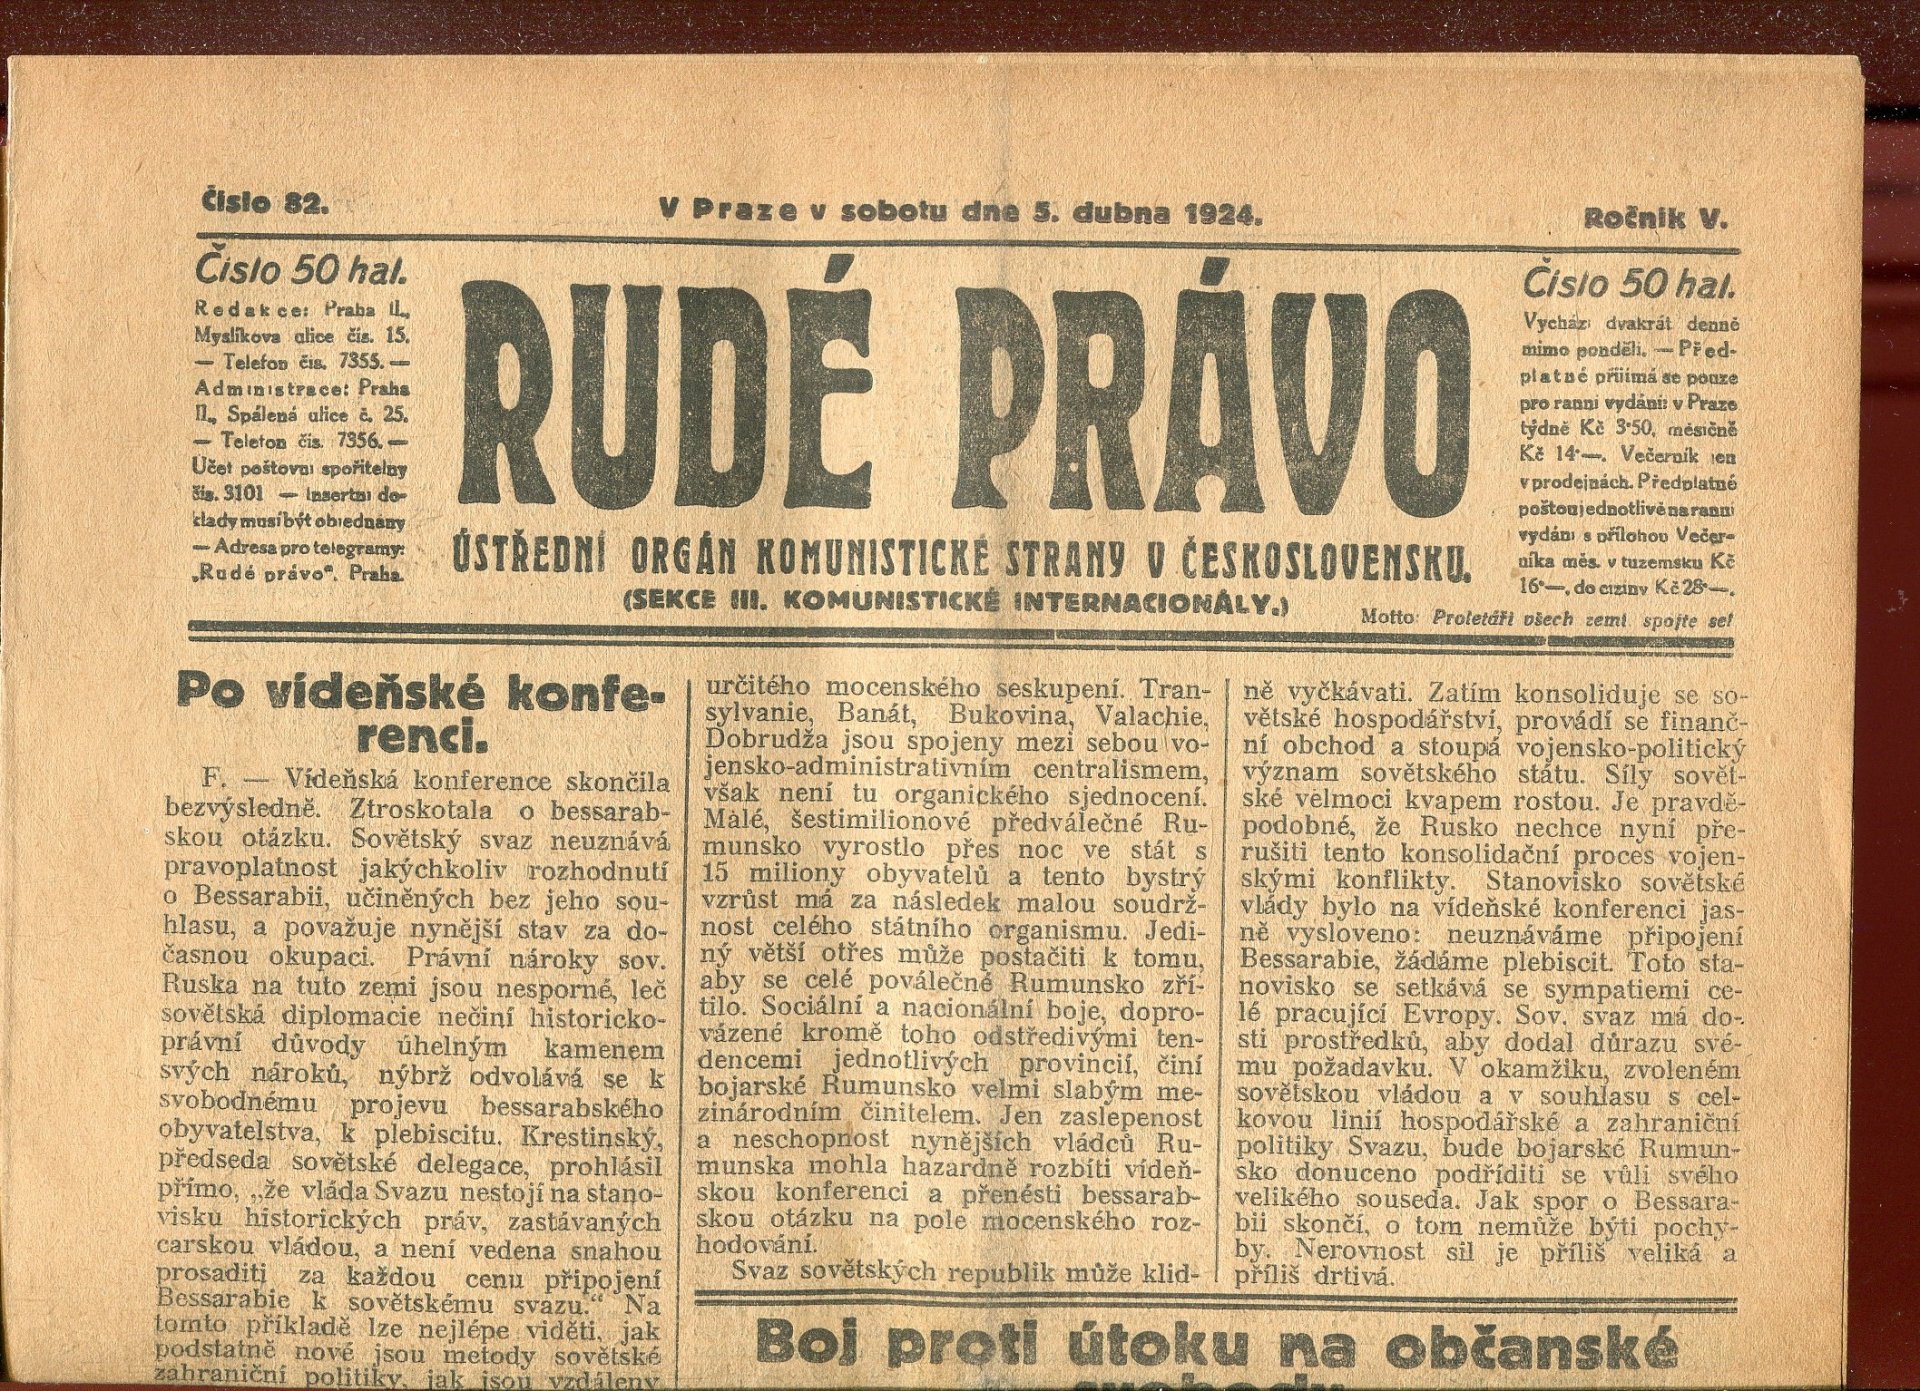 Číslo 82.
V Praze v sobotu dne 5. dubna 1924.
Ročník V.
Číslo 50 hal.
Redakce: Praha II.,
Myslíkova ulice čís. 15.
— Telefon čís. 7355. —
Administrace: Praha
II., Spálená ulice č. 25.
— Telefon čís. 7356. —
Účet poštovní spořitelny
čís. 3101 — Insertní do-
klady musí být objednány
— Adresa pro telegramy:
„Rudé právo“, Praha.
RUDÉ PRÁVO
ÚSTŘEDNÍ ORGÁN KOMUNISTICKÉ STRANY V ČESKOSLOVENSKU.
(SEKCE III. KOMUNISTICKÉ INTERNACIONÁLY.)
Číslo 50 hal.
Vychází dvakrát denně
mimo pondělí. — Před-
platné přijímá se pouze
pro ranní vydání: v Praze
týdně Kč 3·50, měsíčně
Kč 14·—. Večerník jen
v prodejnách. Předplatné
poštou jednotlivě na ranní
vydání s přílohou Večer-
níka měs. v tuzemsku Kč
16·—, do ciziny Kč 28·—.
Motto: Proletáři všech zemí spojte se!
Po vídeňské konfe-
renci.
F. — Vídeňská konference skončila
bezvýsledně. Ztroskotala o bessarab-
skou otázku. Sovětský svaz neuznává
pravoplatnost jakýchkoliv rozhodnutí
o Bessarabii, učiněných bez jeho sou-
hlasu, a považuje nynější stav za do-
časnou okupaci. Právní nároky sov.
Ruska na tuto zemi jsou nesporné, leč
sovětská diplomacie nečiní historicko-
právní důvody úhelným kamenem
svých nároků, nýbrž odvolává se k
svobodnému projevu bessarabského
obyvatelstva, k plebiscitu. Krestinský,
předseda sovětské delegace, prohlásil
přímo, „že vláda Svazu nestojí na stano-
visku historických práv, zastávaných
carskou vládou, a není vedena snahou
prosaditi za každou cenu připojení
Bessarabie k sovětskému svazu.“ Na
tomto příkladě lze nejlépe viděti, jak
podstatně nové jsou metody sovětské
zahraniční politiky, jak jsou vzdáleny
určitého mocenského seskupení. Tran-
sylvanie, Banát, Bukovina, Valachie,
Dobrudža jsou spojeny mezi sebou vo-
jensko-administrativním centralismem,
však není tu organického sjednocení.
Malé, šestimilionové předválečné Ru-
munsko vyrostlo přes noc ve stát s
15 miliony obyvatelů a tento bystrý
vzrůst má za následek malou soudrž-
nost celého státního organismu. Jedi-
ný větší otřes může postačiti k tomu,
aby se celé poválečné Rumunsko zří-
tilo. Sociální a nacionální boje, dopro-
vázené kromě toho odstředivými ten-
dencemi jednotlivých provincií, činí
bojarské Rumunsko velmi slabým me-
zinárodním činitelem. Jen zaslepenost
a neschopnost nynějších vládců Ru-
munska mohla hazardně rozbíti vídeň-
skou konferenci a přenésti bessarab-
skou otázku na pole mocenského roz-
hodování.
Svaz sovětských republik může klid-
ně vyčkávati. Zatím konsoliduje se so-
větské hospodářství, provádí se finanč-
ní obchod a stoupá vojensko-politický
význam sovětského státu. Síly sovět-
ské velmoci kvapem rostou. Je pravdě-
podobné, že Rusko nechce nyní pře-
rušiti tento konsolidační proces vojen-
skými konflikty. Stanovisko sovětské
vlády bylo na vídeňské konferenci jas-
ně vysloveno: neuznáváme připojení
Bessarabie, žádáme plebiscit. Toto sta-
novisko se setkává se sympatiemi ce-
lé pracující Evropy. Sov. svaz má do-
sti prostředků, aby dodal důrazu své-
mu požadavku. V okamžiku, zvoleném
sovětskou vládou a v souhlasu s cel-
kovou linií hospodářské a zahraniční
politiky Svazu, bude bojarské Rumun-
sko donuceno podříditi se vůli svého
velikého souseda. Jak spor o Bessara-
bii skončí, o tom nemůže býti pochy-
by. Nerovnost sil je příliš veliká a
příliš drtivá.
Boj proti útoku na občanské
svobody